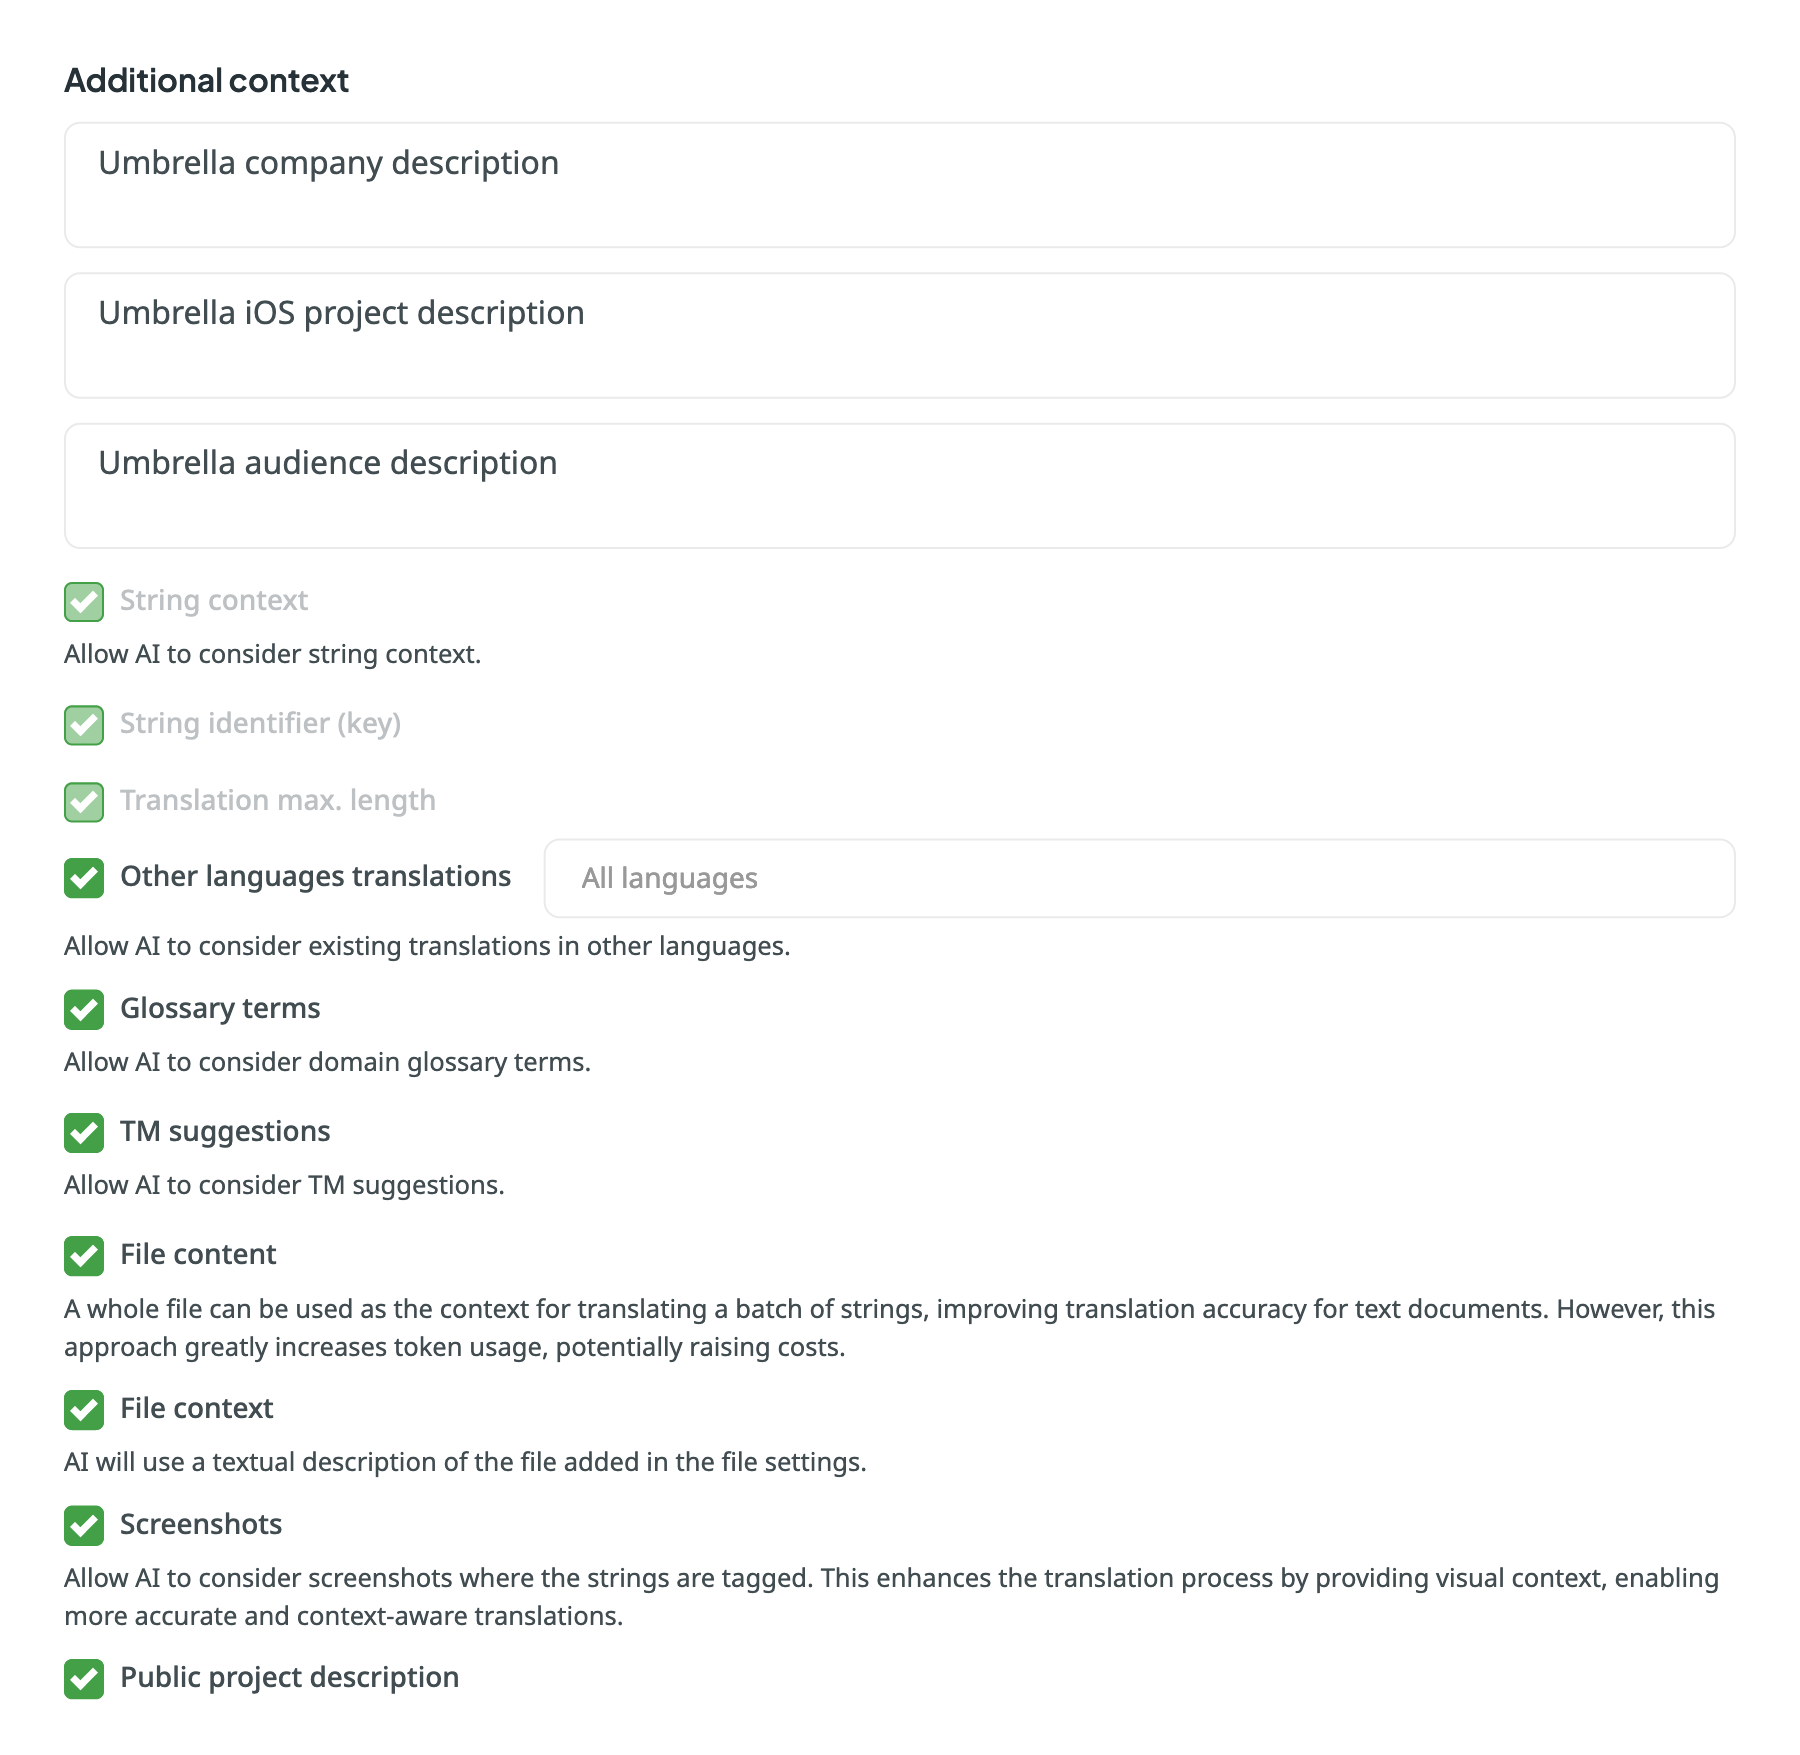 Additional context
Umbrella company description
Umbrella iOS project description
Umbrella audience description
String context
Allow AI to consider string context.
String identifier (key)
Translation max. length
Other languages translations
All languages
Allow AI to consider existing translations in other languages.
Glossary terms
Allow AI to consider domain glossary terms.
TM suggestions
Allow AI to consider TM suggestions.
File content
A whole file can be used as the context for translating a batch of strings, improving translation accuracy for text documents. However, this
approach greatly increases token usage, potentially raising costs.
File context
AI will use a textual description of the file added in the file settings.
Screenshots
Allow AI to consider screenshots where the strings are tagged. This enhances the translation process by providing visual context, enabling
more accurate and context-aware translations.
Public project description